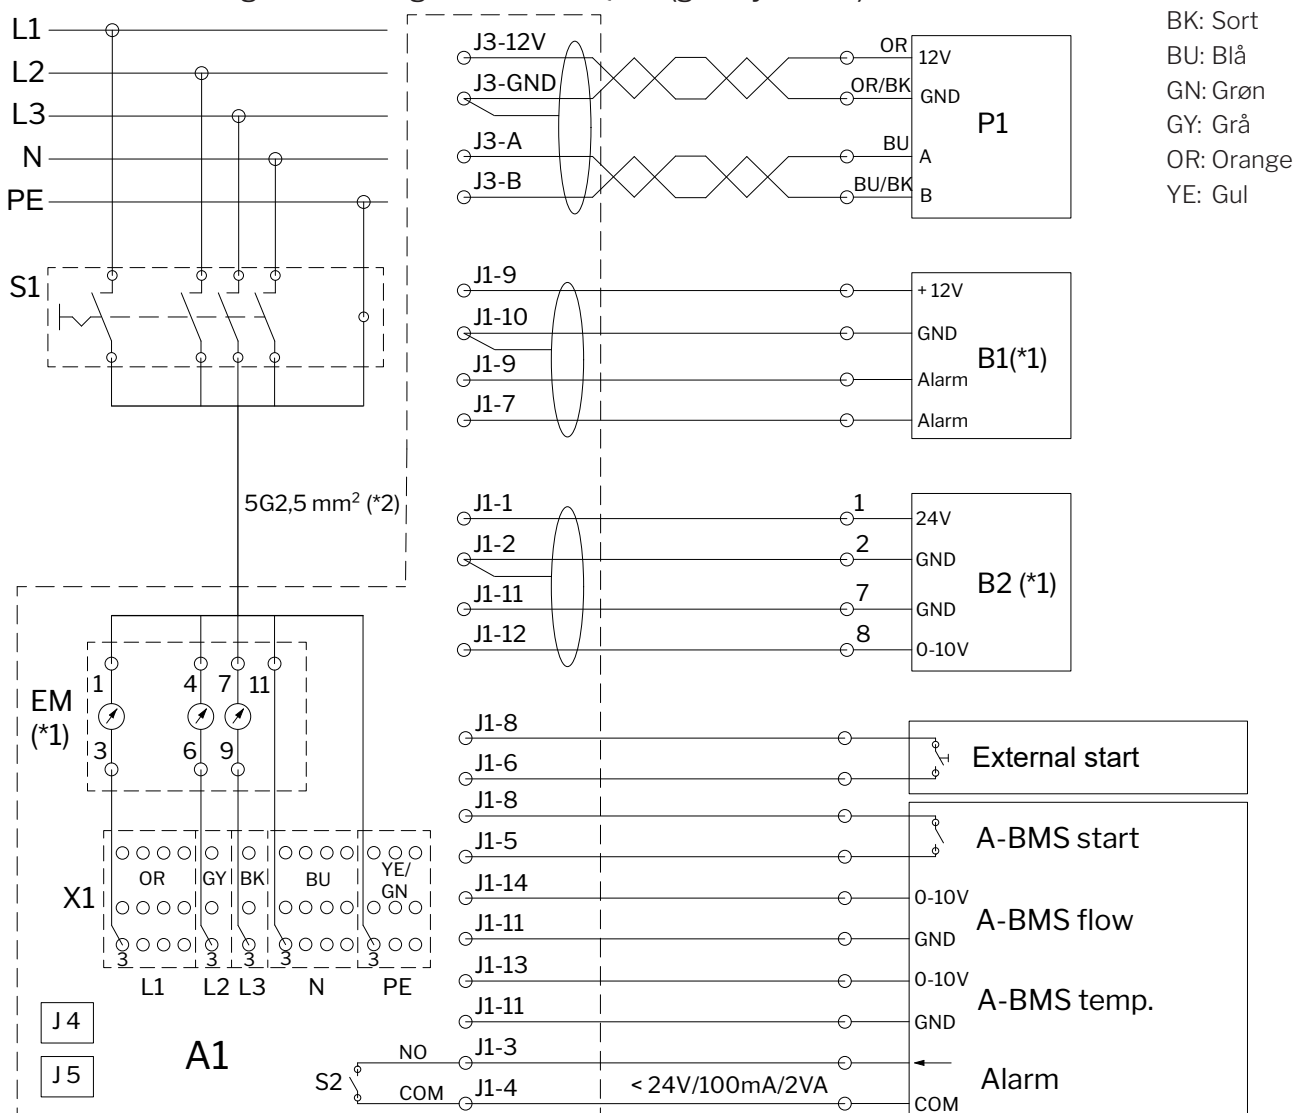 L1
L2
L3
N
PE
S1
5G2,5 mm² (*2)
EM
(*1)
1
4
7
11
3
6
9
X1
OR
GY
BK
BU
YE/
GN
3
3
3
3
3
L1
L2
L3
N
PE
J 4
J 5
A1
S2
NO
COM
J3-12V
J3-GND
J3-A
J3-B
OR
OR/BK
BU
BU/BK
12V
GND
A
B
P1
J1-9
J1-10
J1-9
J1-7
+ 12V
GND
Alarm
Alarm
B1(*1)
J1-1
J1-2
J1-11
J1-12
1
2
7
8
24V
GND
GND
0-10V
B2 (*1)
J1-8
J1-6
External start
J1-8
J1-5
A-BMS start
J1-14
J1-11
0-10V
GND
A-BMS flow
J1-13
J1-11
0-10V
GND
A-BMS temp.
J1-3
J1-4
< 24V/100mA/2VA
COM
Alarm
BK: Sort
BU: Blå
GN: Grøn
GY: Grå
OR: Orange
YE: Gul